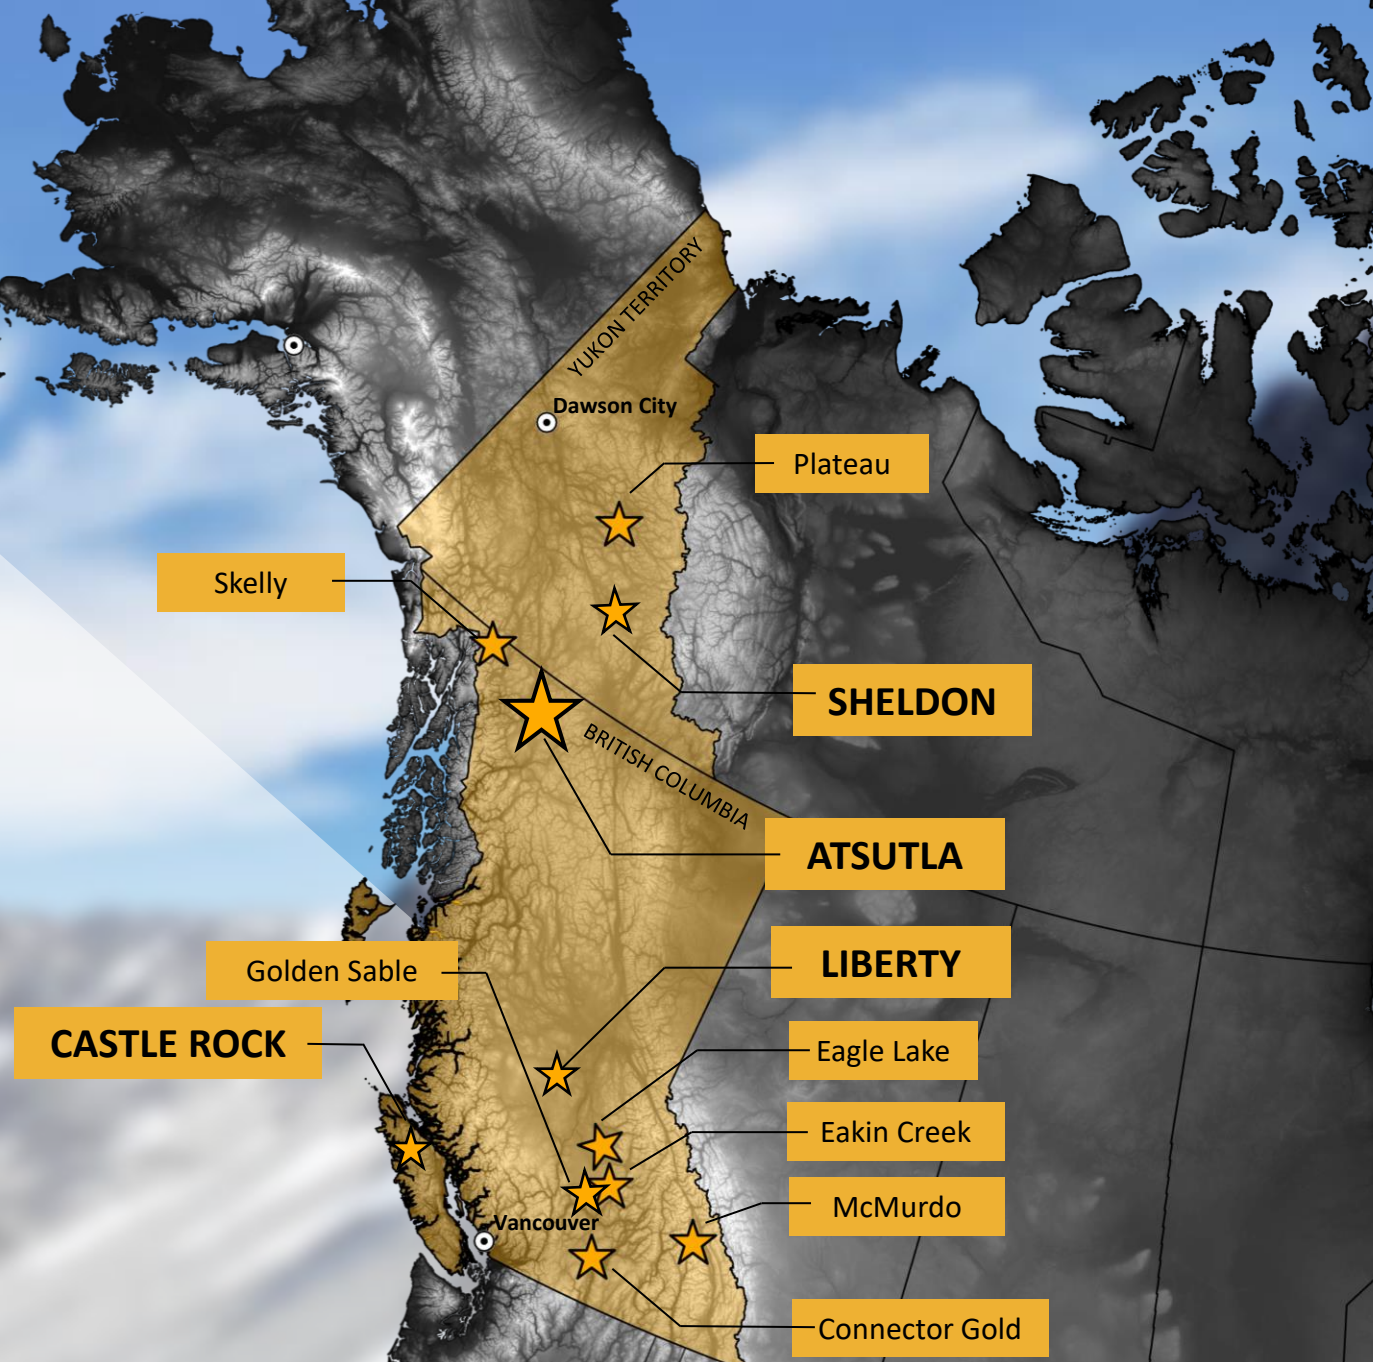 YUKON TERRITORY
Dawson City
Plateau
Skelly
SHELDON
BRITISH COLUMBIA
ATSUTLA
LIBERTY
Golden Sable
CASTLE ROCK
Eagle Lake
Eakin Creek
McMurdo
Vancouver
Connector Gold